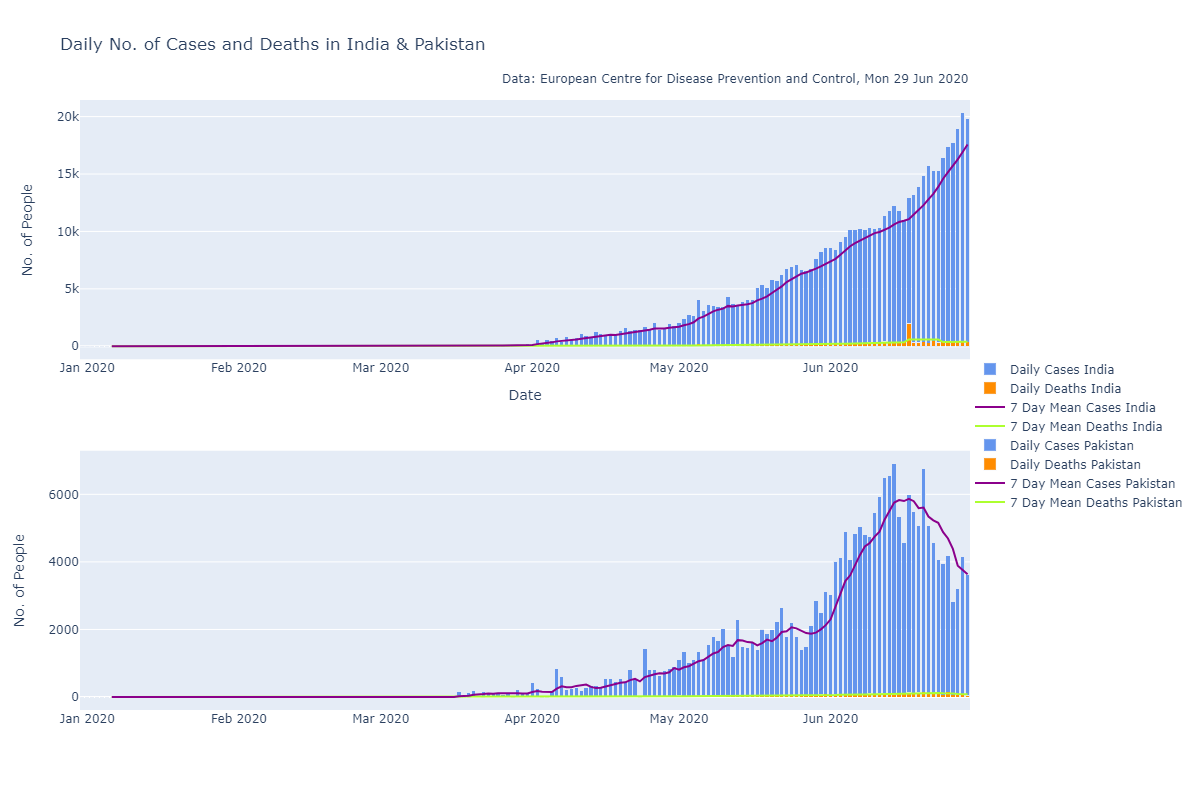 Daily No. of Cases and Deaths in India & Pakistan
Data: European Centre for Disease Prevention and Control, Mon 29 Jun 2020
No. of People
20k
15k
10k
5k
0
Jan 2020 Feb 2020 Mar 2020 Apr 2020 May 2020 Jun 2020
Date
Daily Cases India
Daily Deaths India
7 Day Mean Cases India
7 Day Mean Deaths India
Daily Cases Pakistan
Daily Deaths Pakistan
7 Day Mean Cases Pakistan
7 Day Mean Deaths Pakistan
No. of People
6000
4000
2000
0
Jan 2020 Feb 2020 Mar 2020 Apr 2020 May 2020 Jun 2020